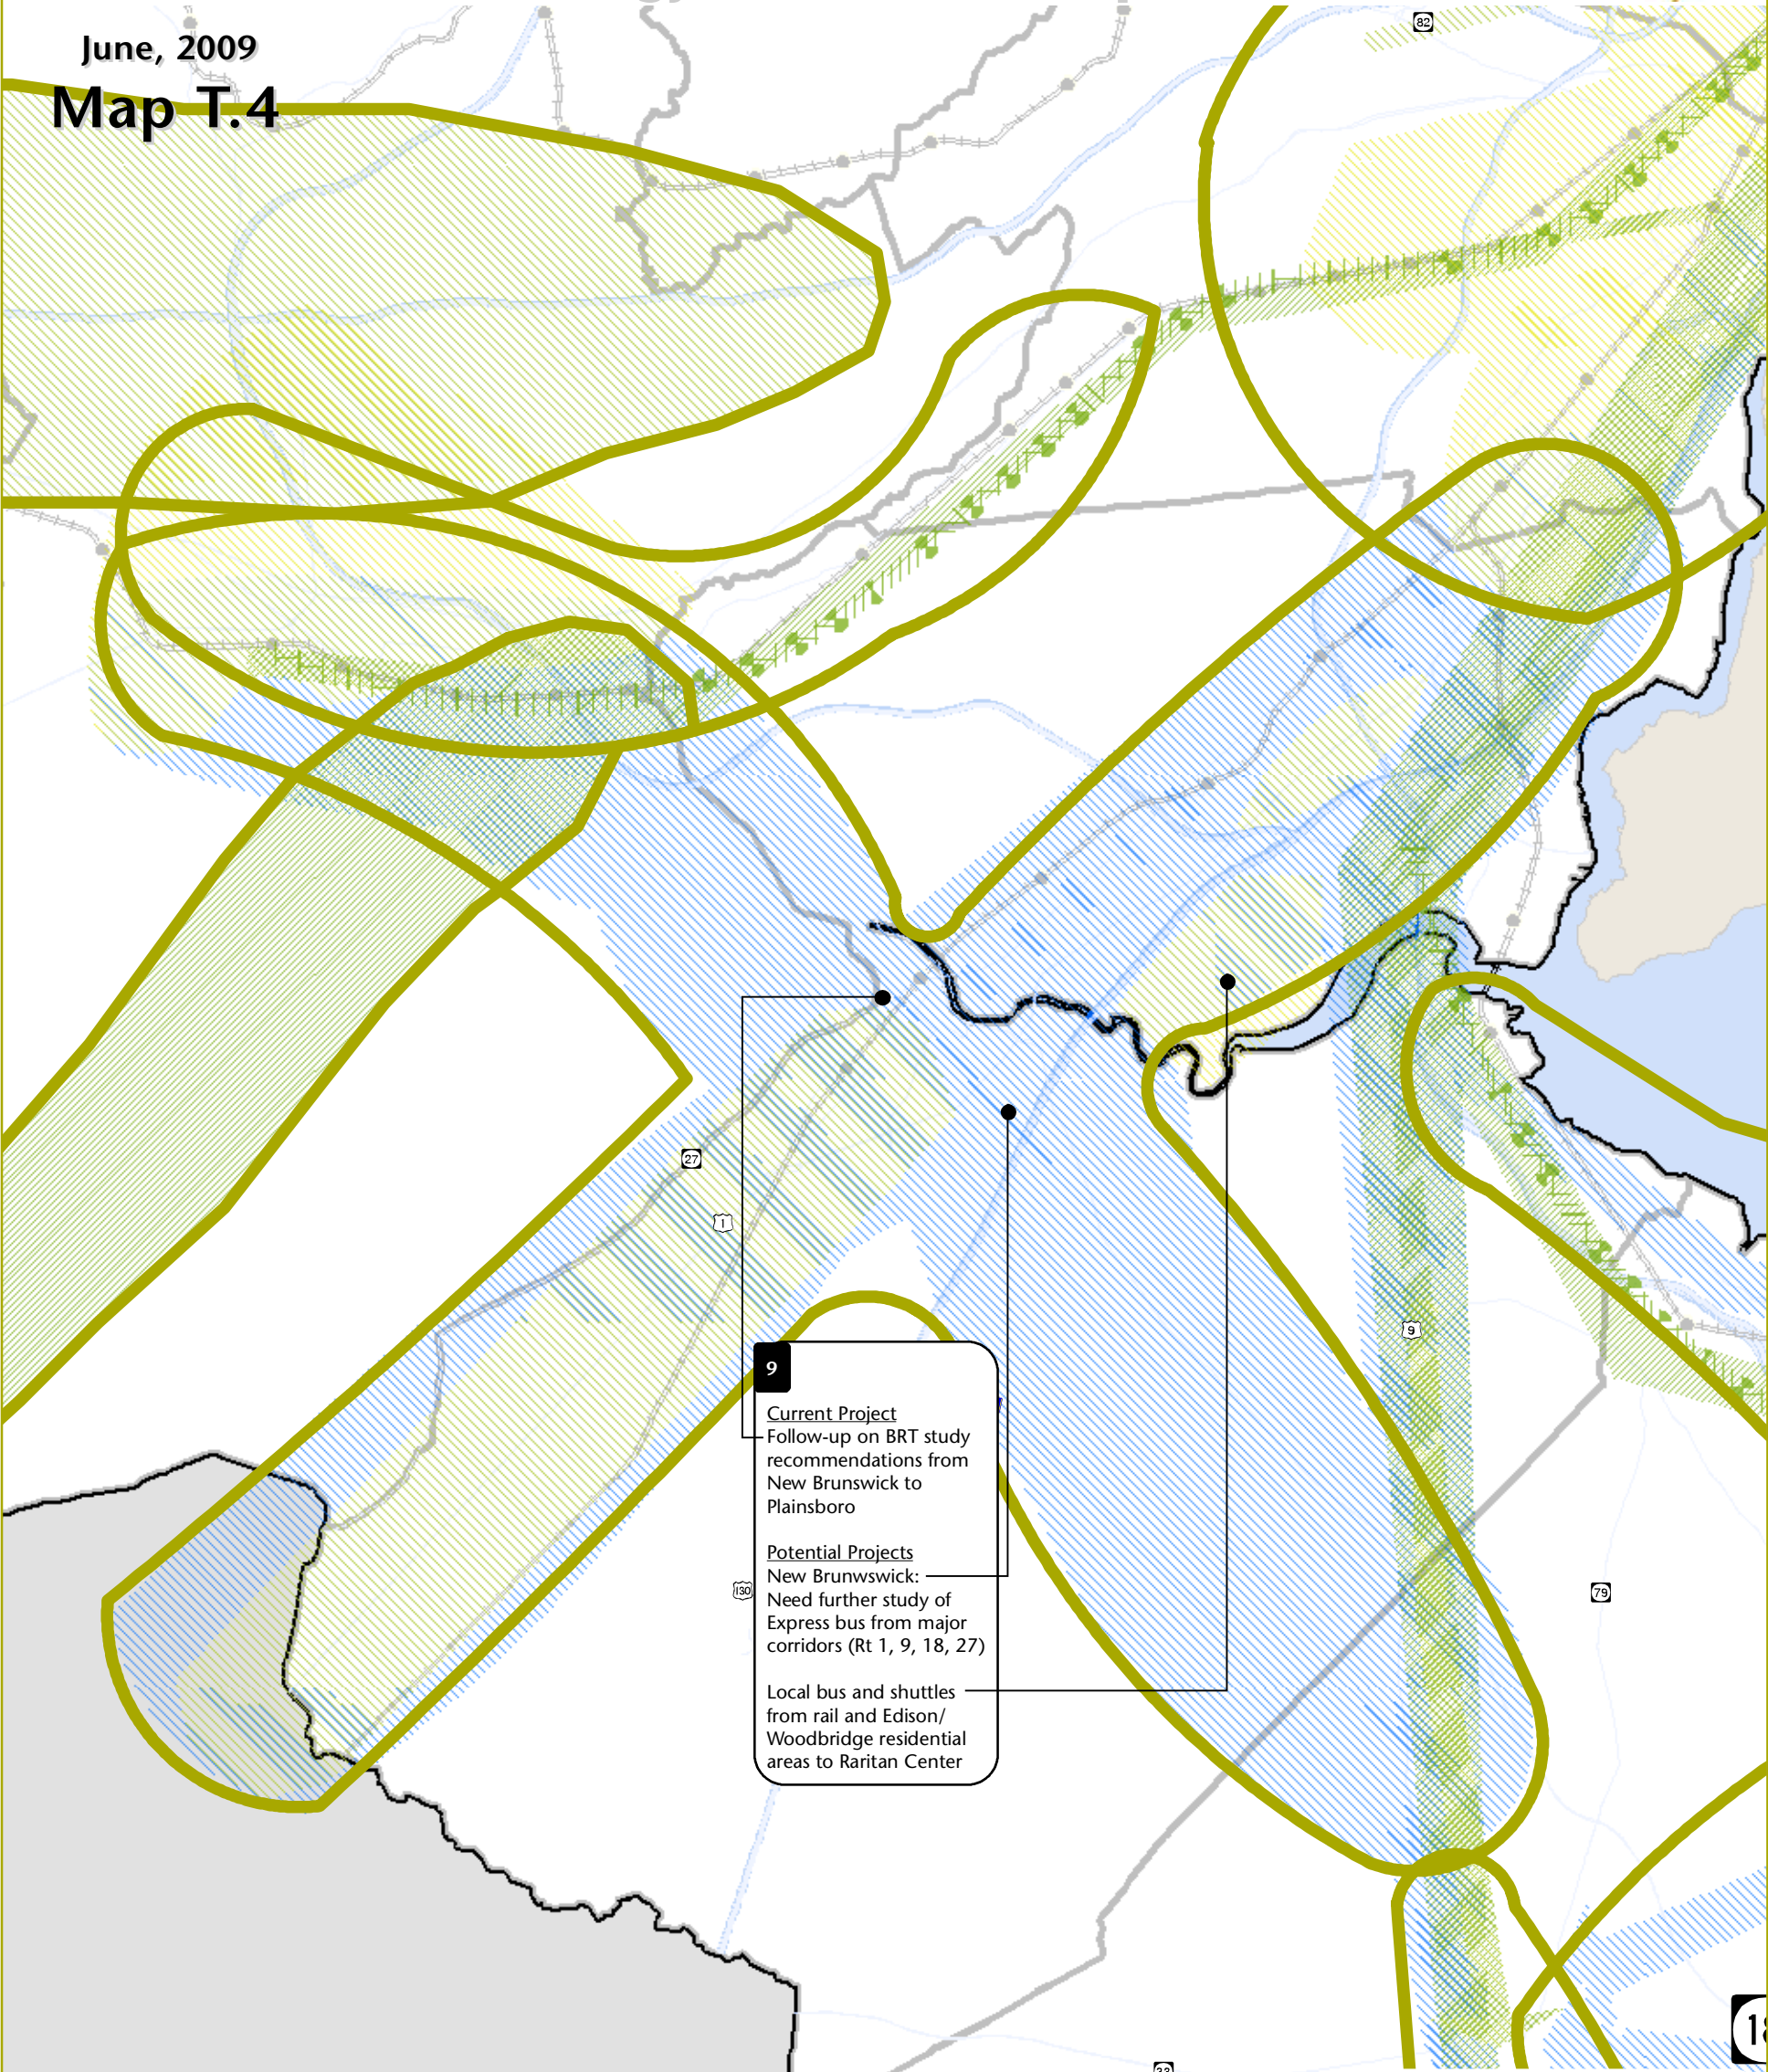 June, 2009
Map T.4
82
27
1
9
9
Current Project
Follow-up on BRT study
recommendations from
New Brunswick to
Plainsboro
Potential Projects
New Brunwswick:
Need further study of
Express bus from major
corridors (Rt 1, 9, 18, 27)
Local bus and shuttles
from rail and Edison/
Woodbridge residential
areas to Raritan Center
130
79